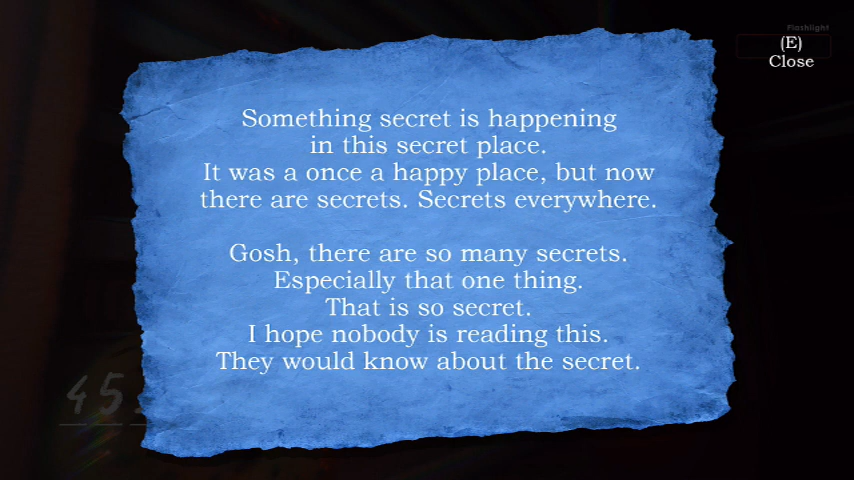 Flashlight
(E)
Close
Something secret is happening
in this secret place.
It was a once a happy place, but now
there are secrets. Secrets everywhere.
Gosh, there are so many secrets.
Especially that one thing.
That is so secret.
I hope nobody is reading this.
They would know about the secret.
45